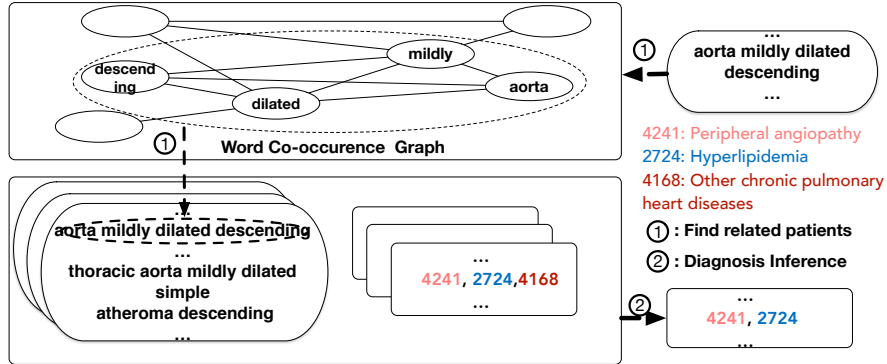 mildly
descend
ing
aorta
dilated
Word Co-occurence Graph
1
...
aorta mildly dilated
descending
...
1
4241: Peripheral angiopathy
2724: Hyperlipidemia
4168: Other chronic pulmonary
heart diseases
1 : Find related patients
2 : Diagnosis Inference
...
aorta mildly dilated descending
...
thoracic aorta mildly dilated
simple
atheroma descending
...
...
4241, 2724,4168
...
2
...
4241, 2724
...